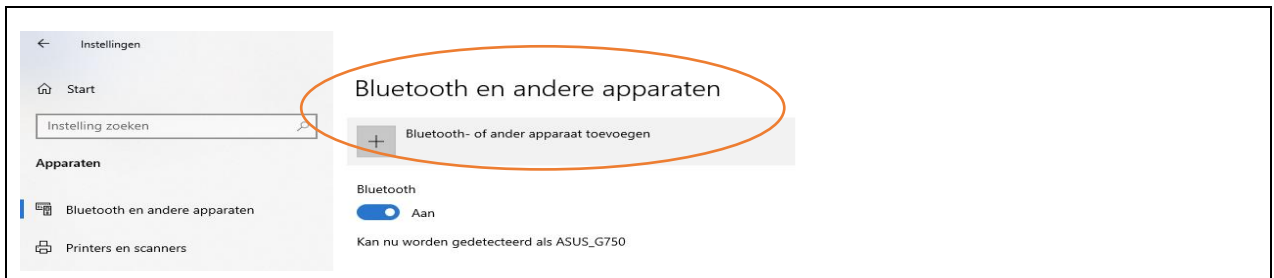 Instellingen
Start
Instelling zoeken
Apparaten
Bluetooth en andere apparaten
Printers en scanners
Bluetooth en andere apparaten
Bluetooth- of ander apparaat toevoegen
Bluetooth
Aan
Kan nu worden gedetecteerd als ASUS_G750